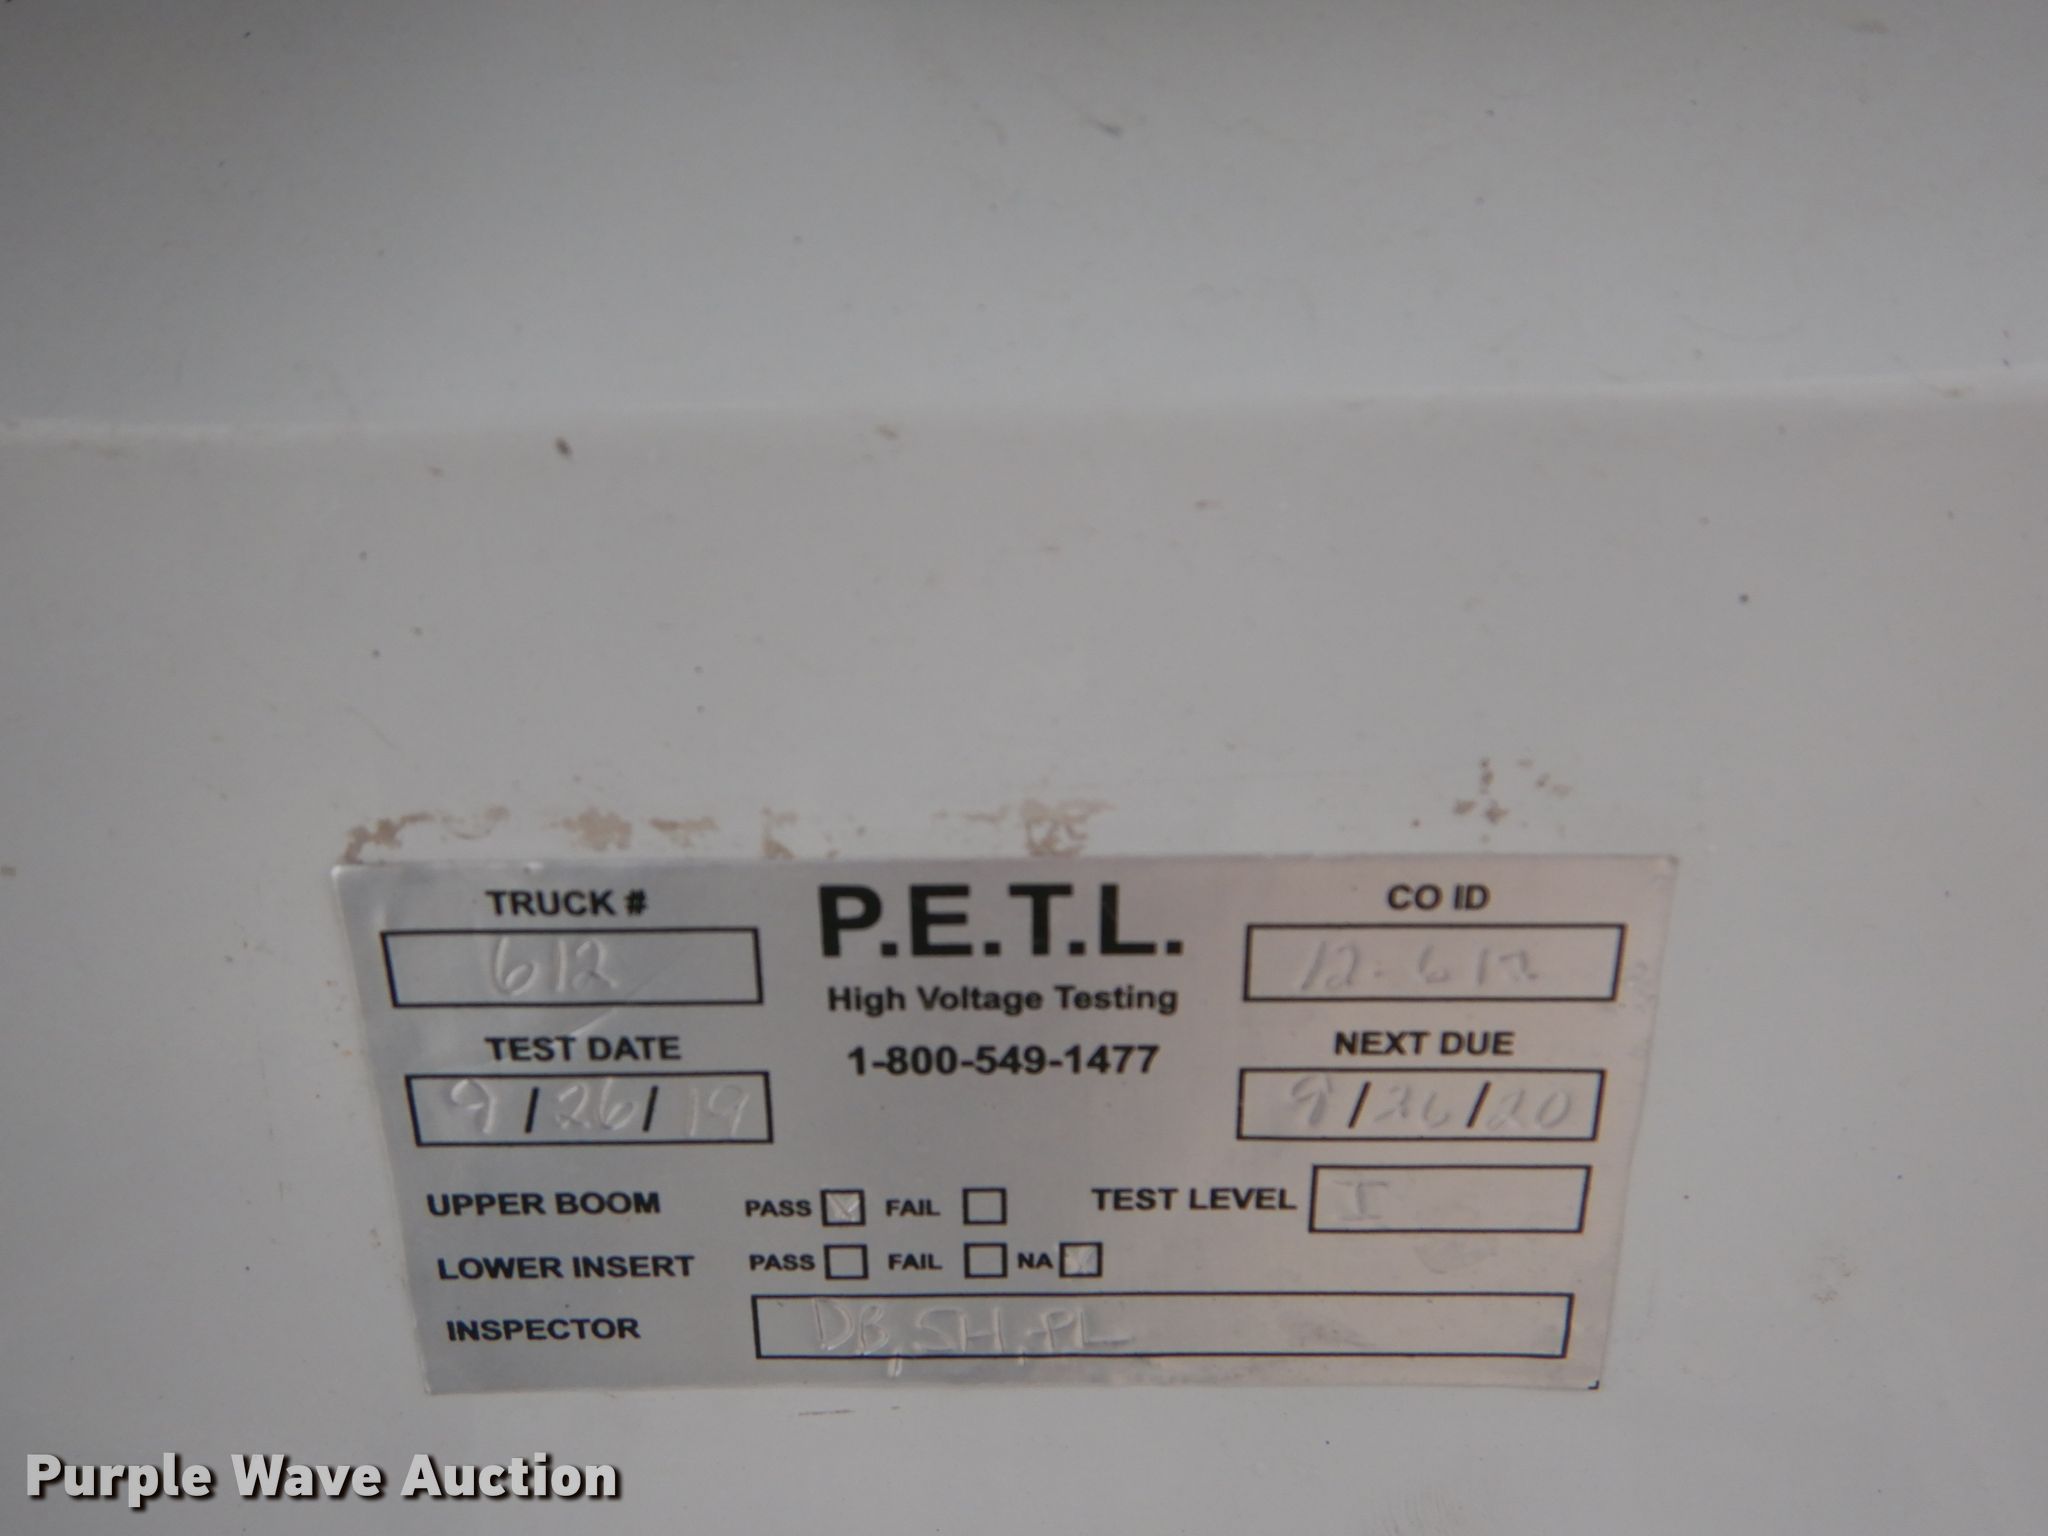 TRUCK #
612
P.E.T.L.
CO ID
12-612
High Voltage Testing
TEST DATE
/26/19
1-800-549-1477
NEXT DUE
/26/20
UPPER BOOM PASS FAIL TEST LEVEL I
LOWER INSERT PASS FAIL NA
INSPECTOR DB, SH, PL
Purple Wave Auction